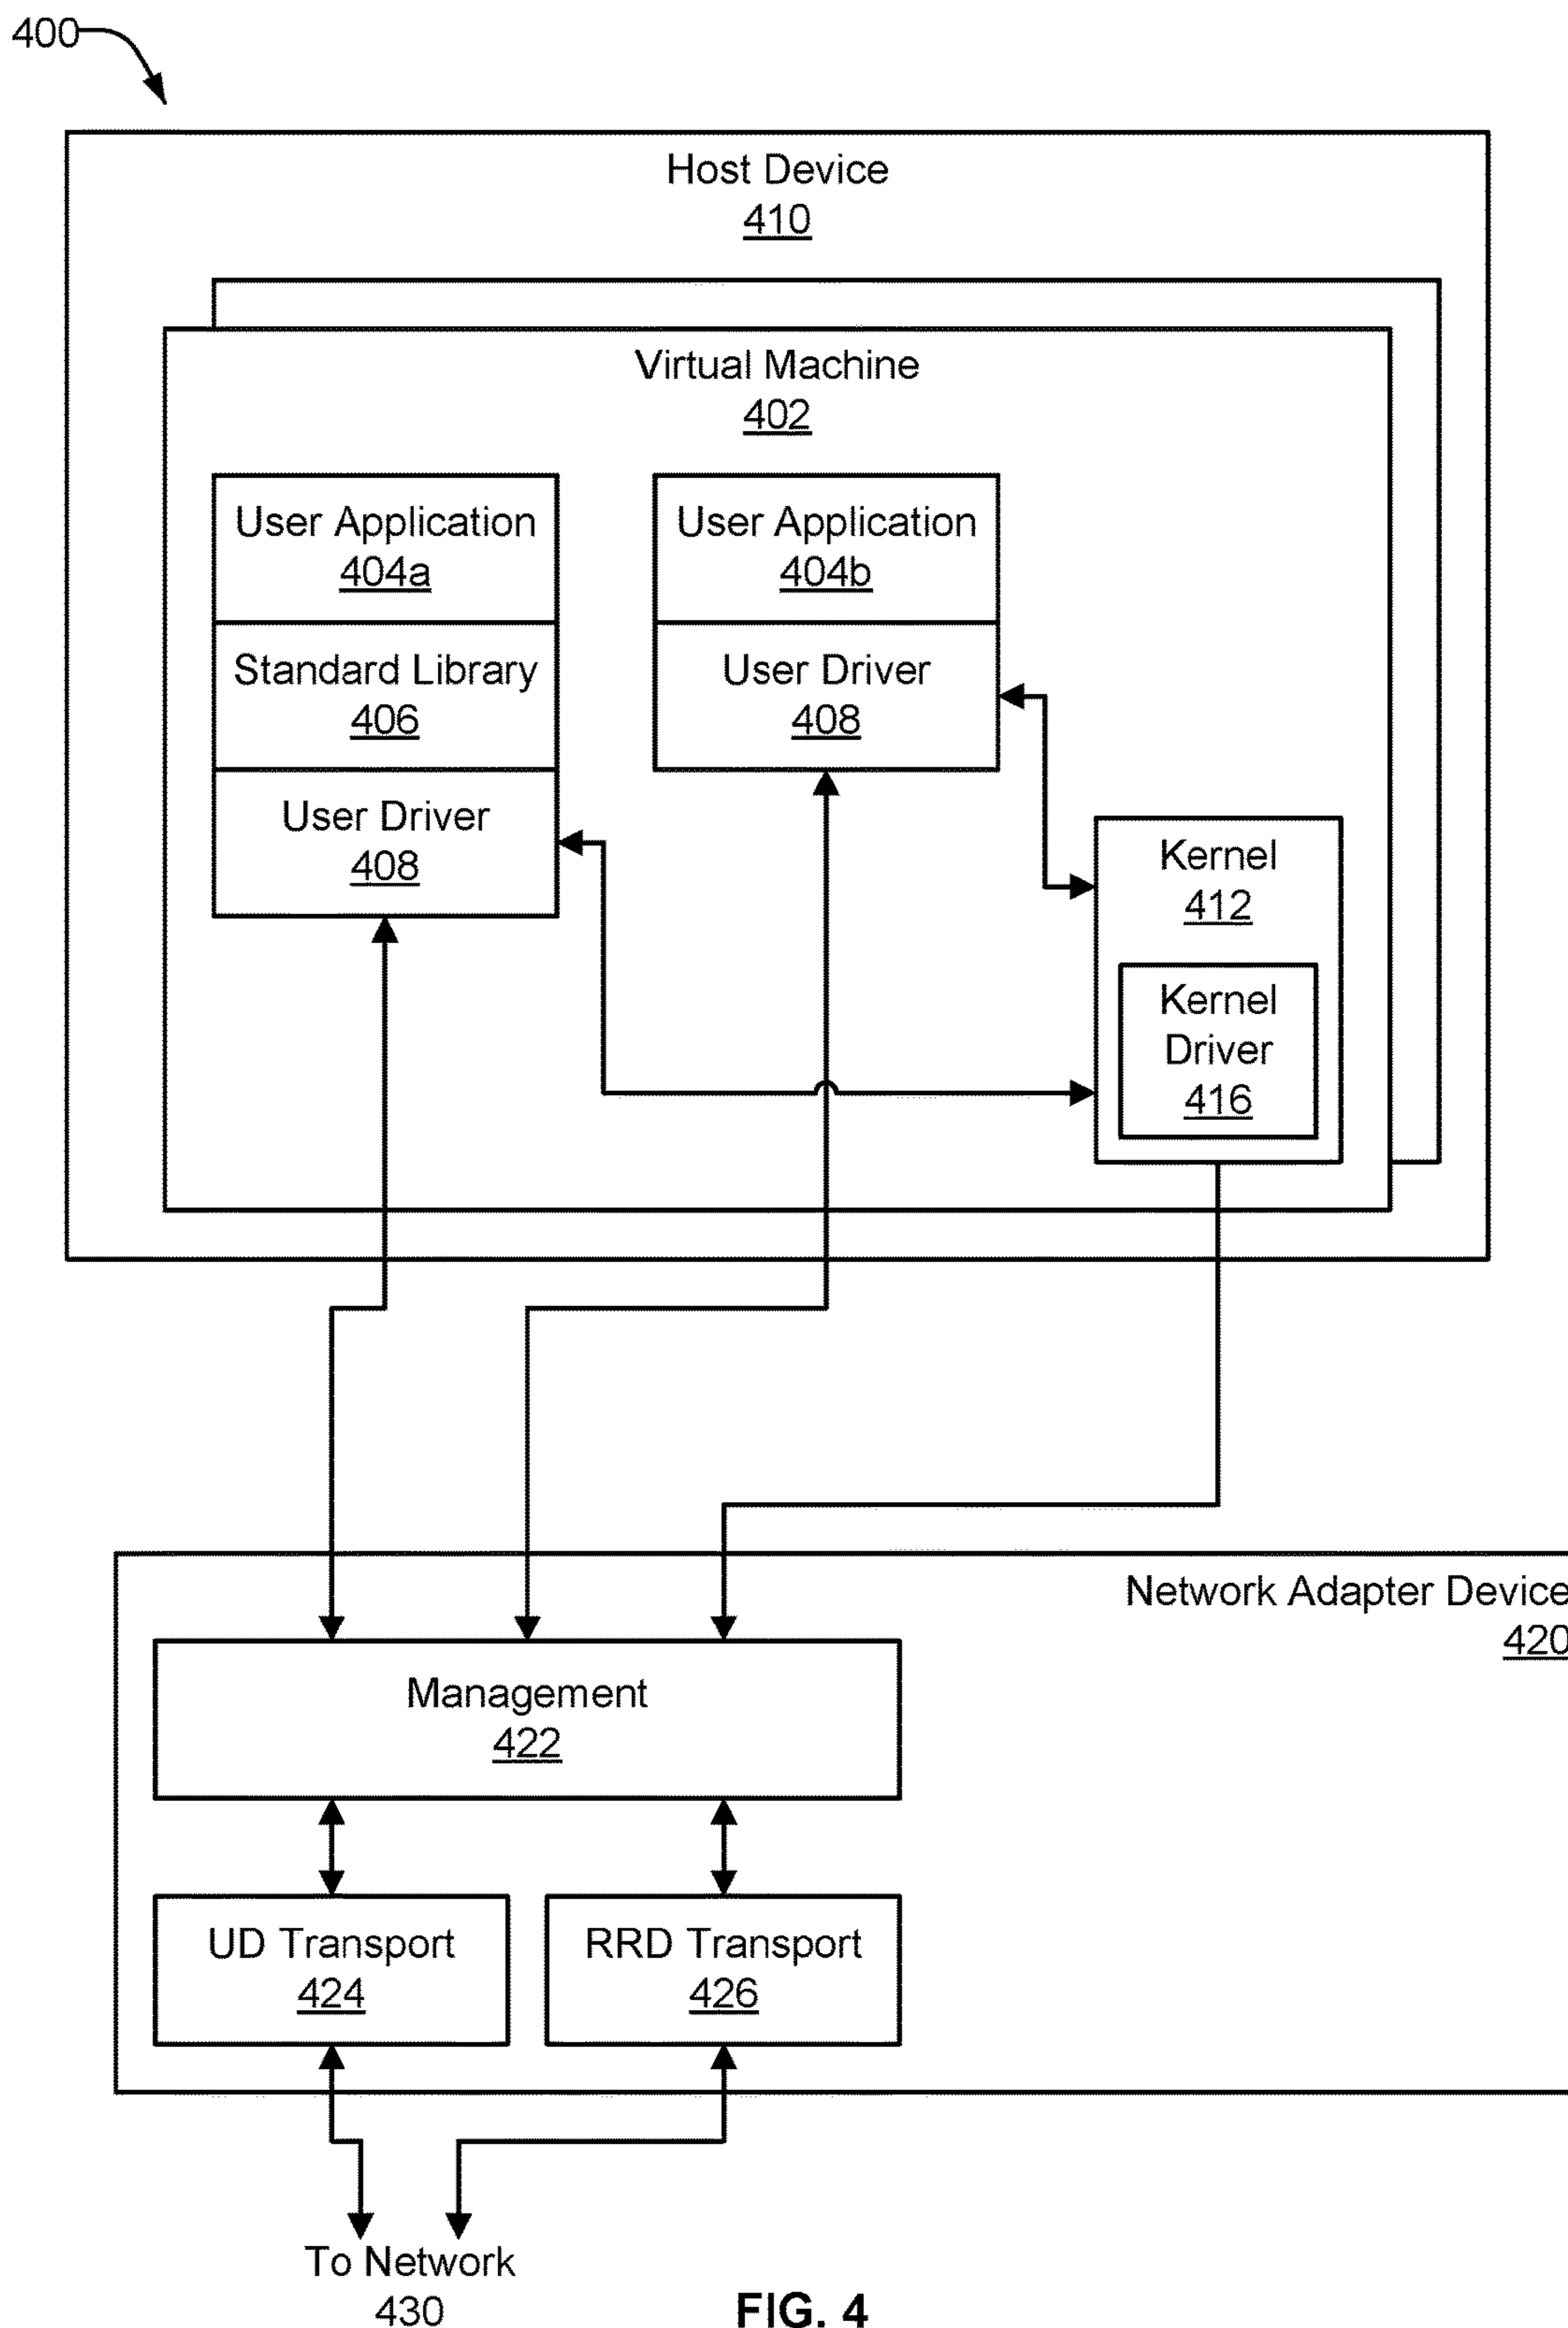 400
Host Device
410
Virtual Machine
402
User Application
404a
Standard Library
406
User Driver
408
User Application
404b
User Driver
408
Kernel
412
Kernel
Driver
416
Network Adapter Device
420
Management
422
UD Transport
424
RRD Transport
426
To Network
430
FIG. 4